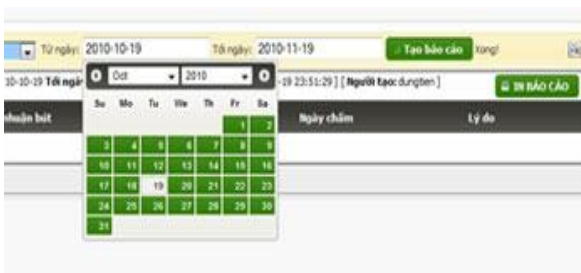 Từ ngày: 2010-10-19 Tới ngày: 2010-11-19 Tạo báo cáo Xong!
10-10-19 Tới ngày -19 23:51:29 ] [ Người tạo: dungtien ] IN BÁO CÁO
Oct 2010
nhuận bút Ngày chấm Lý do
Su Mo Tu We Th Fr Sa
1 2
3 4 5 6 7 8 9
10 11 12 13 14 15 16
17 18 19 20 21 22 23
24 25 26 27 28 29 30
31